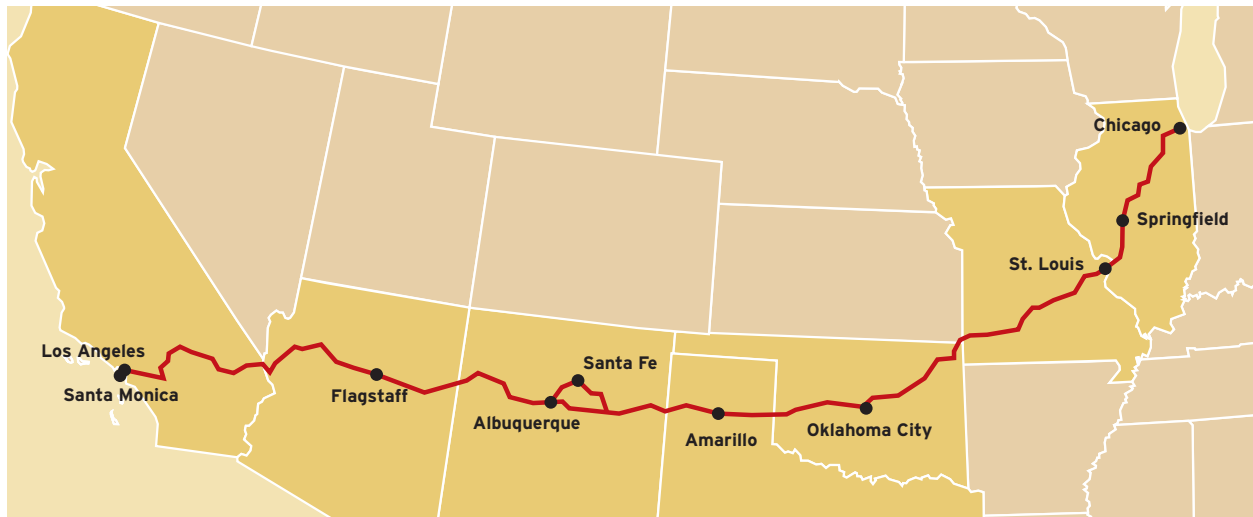 Chicago
Springfield
St. Louis
Los Angeles
Santa Fe
Santa Monica
Flagstaff
Albuquerque
Oklahoma City
Amarillo